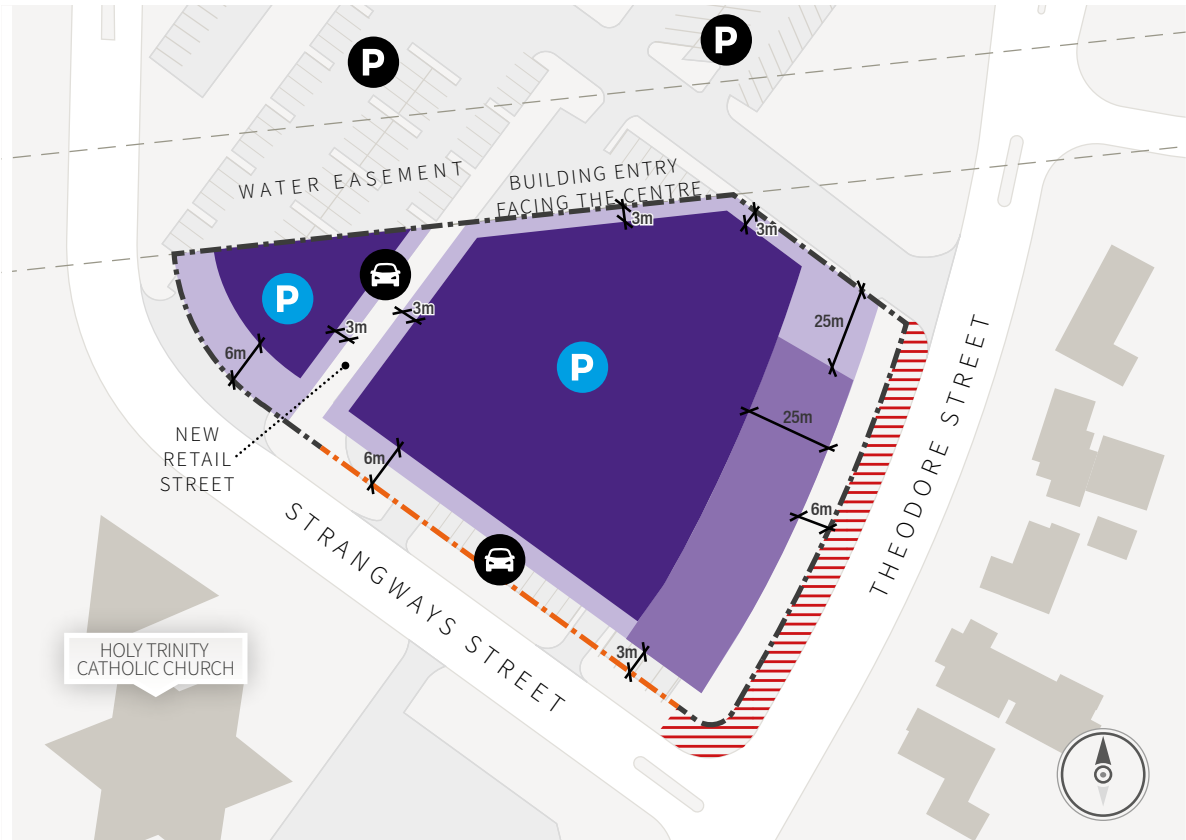 P
P
WATER EASEMENT
BUILDING ENTRY
FACING THE CENTRE
3m
3m
P
3m
3m
6m
25m
P
25m
NEW
RETAIL
STREET
6m
6m
3m
STRANGWAYS STREET
THEODORE STREET
HOLY TRINITY
CATHOLIC CHURCH